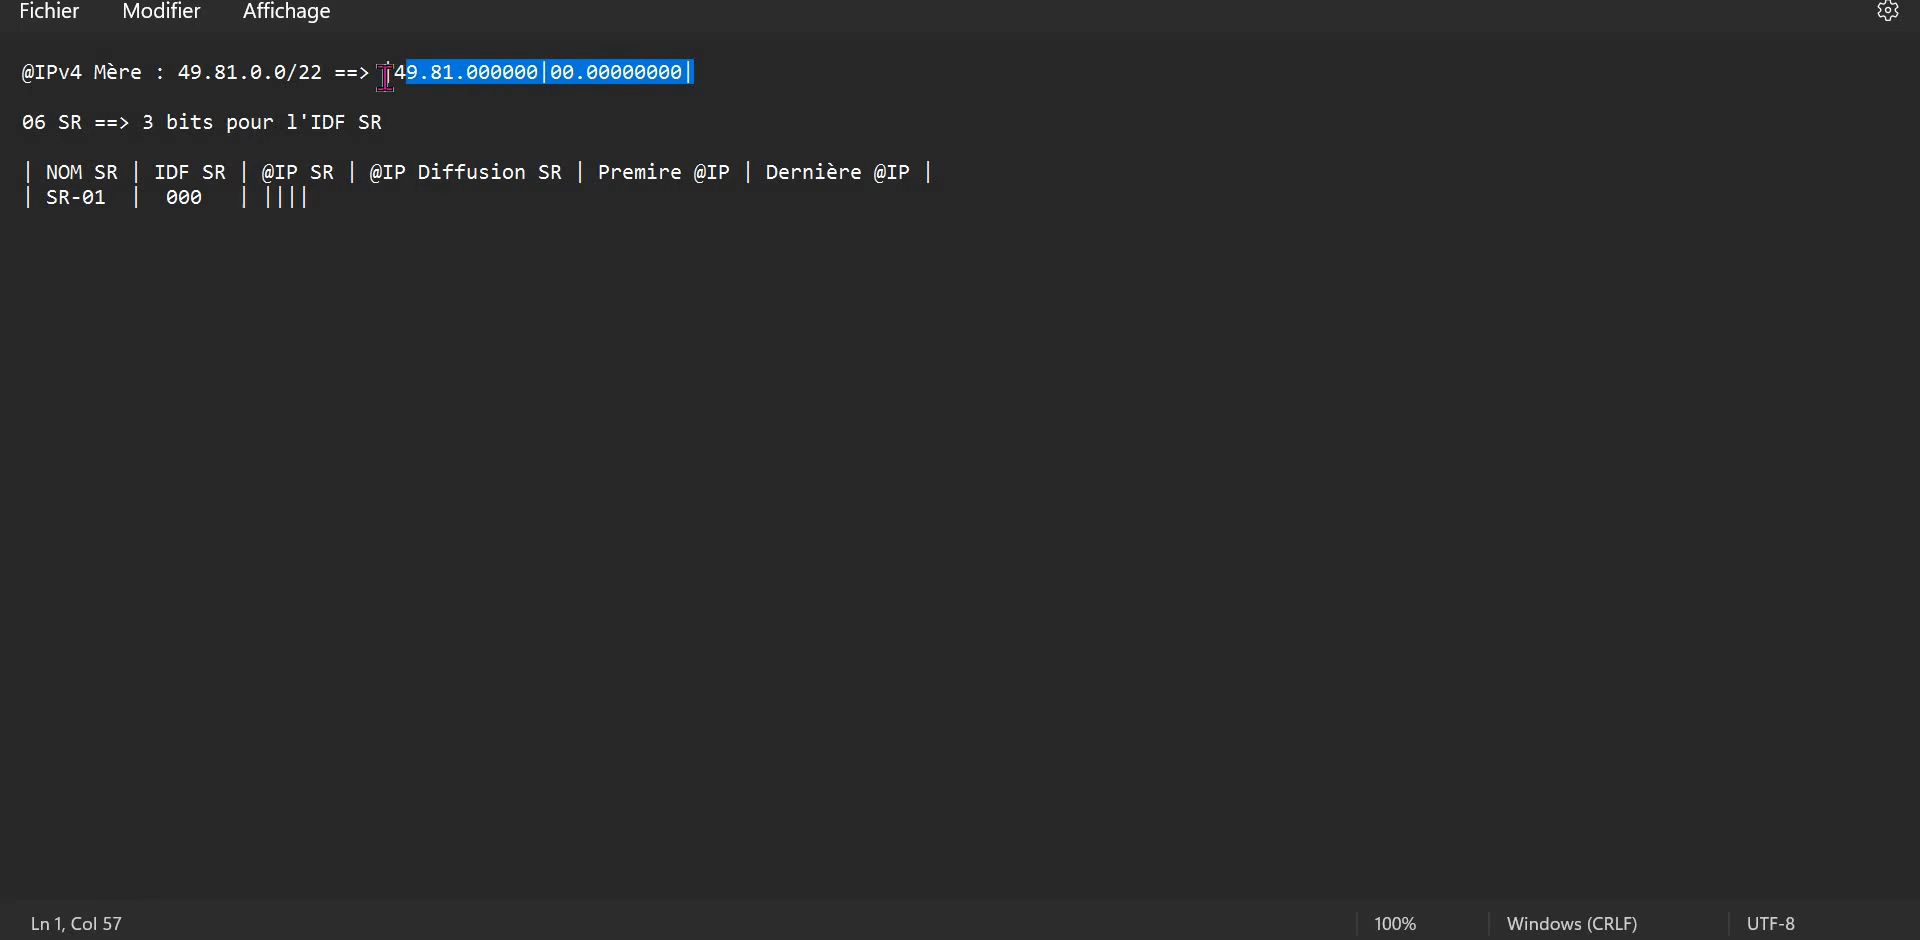 Fichier Modifier Affichage
@IPv4 Mère : 49.81.0.0/22 ==> |49.81.000000|00.00000000|
06 SR ==> 3 bits pour l'IDF SR
| NOM SR | IDF SR | @IP SR | @IP Diffusion SR | Premire @IP | Dernière @IP |
| SR-01 | 000 | ||||
Ln 1, Col 57 100% Windows (CRLF) UTF-8